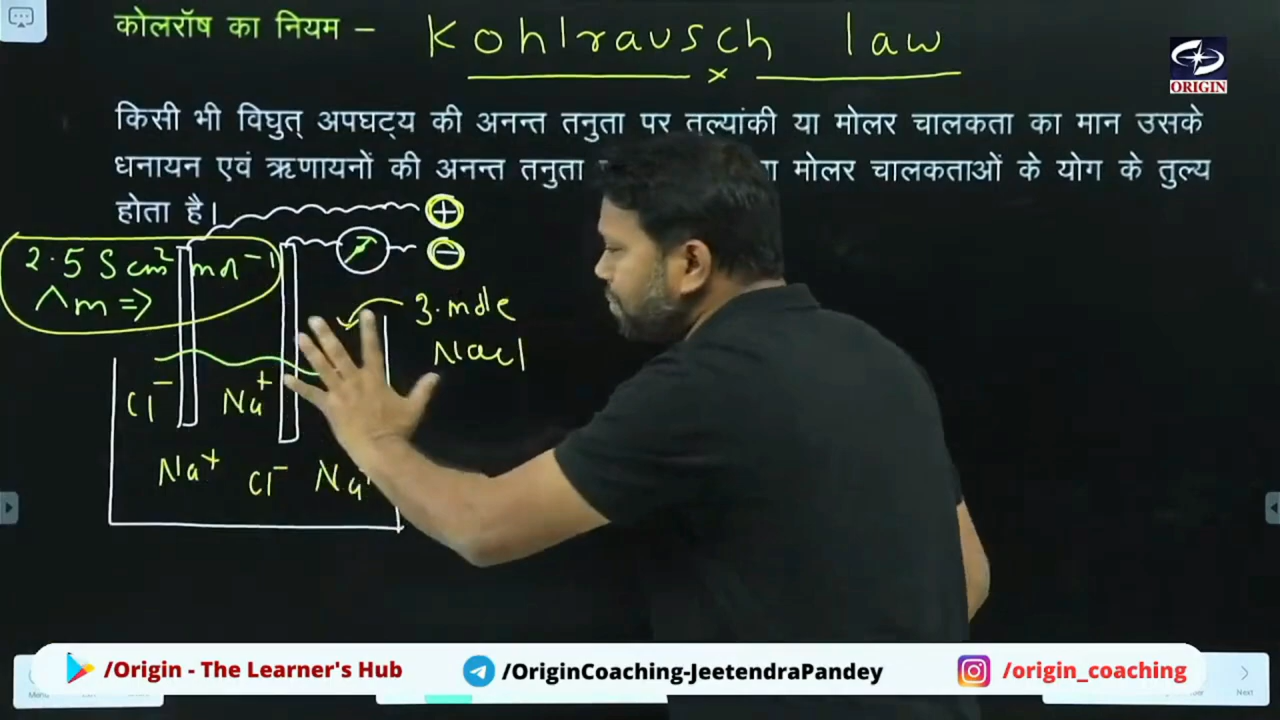 कोलरॉष का नियम – Kohlrausch law
ORIGIN
किसी भी विघुत् अपघट्य की अनन्त तनुता पर तुल्यांकी या मोलर चालकता का मान उसके
धनायन एवं ऋणायनों की अनन्त तनुता मोलर चालकताओं के योग के तुल्य
होता है।
+
−
2.5 S cm² mol⁻¹
Λm ⇒
3.mole
Nacl
Cl⁻ Na⁺
Na⁺ Cl⁻ Na⁺
/Origin - The Learner's Hub
/OriginCoaching-JeetendraPandey
/origin_coaching
Next